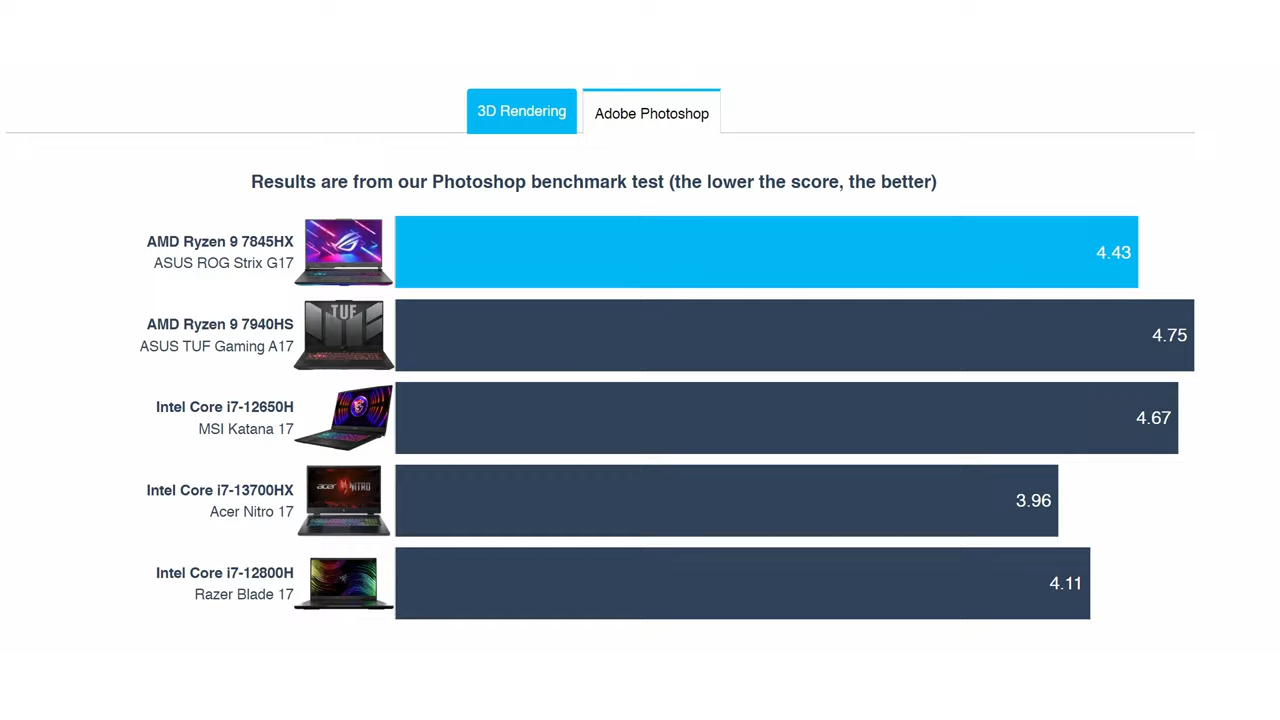 3D Rendering
Adobe Photoshop
Results are from our Photoshop benchmark test (the lower the score, the better)
AMD Ryzen 9 7845HX
ASUS ROG Strix G17
4.43
TUF
AMD Ryzen 9 7940HS
ASUS TUF Gaming A17
4.75
Intel Core i7-12650H
MSI Katana 17
4.67
acer NITRO
Intel Core i7-13700HX
Acer Nitro 17
3.96
Intel Core i7-12800H
Razer Blade 17
4.11